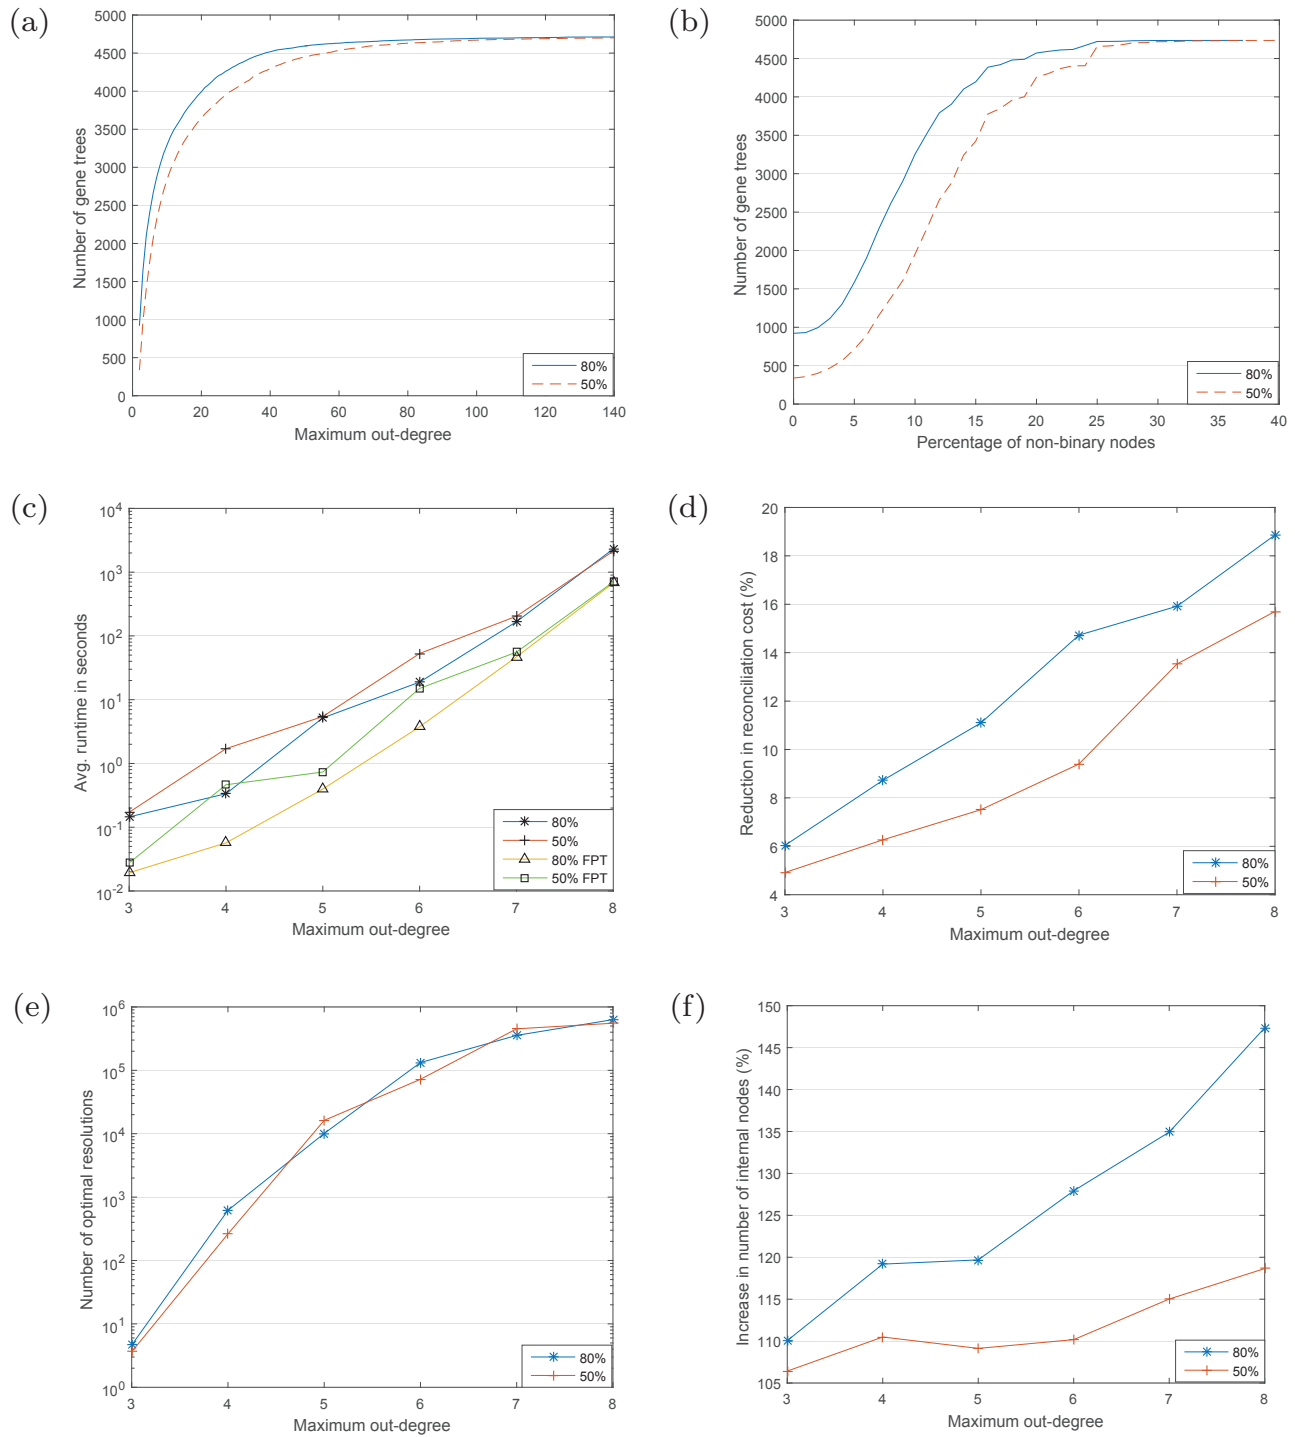 (a)
5000
4500
4000
3500
3000
2500
2000
1500
1000
500
0
0 20 40 60 80 100 120 140
Number of gene trees
Maximum out-degree
80%
50%
(b)
5000
4500
4000
3500
3000
2500
2000
1500
1000
500
0
0 5 10 15 20 25 30 35 40
Number of gene trees
Percentage of non-binary nodes
80%
50%
(c)
10^4
10^3
10^2
10^1
10^0
10^-1
10^-2
3 4 5 6 7 8
Avg. runtime in seconds
Maximum out-degree
80%
50%
80% FPT
50% FPT
(d)
20
18
16
14
12
10
8
6
4
3 4 5 6 7 8
Reduction in reconciliation cost (%)
Maximum out-degree
80%
50%
(e)
10^6
10^5
10^4
10^3
10^2
10^1
10^0
3 4 5 6 7 8
Number of optimal resolutions
Maximum out-degree
80%
50%
(f)
150
145
140
135
130
125
120
115
110
105
3 4 5 6 7 8
Increase in number of internal nodes (%)
Maximum out-degree
80%
50%